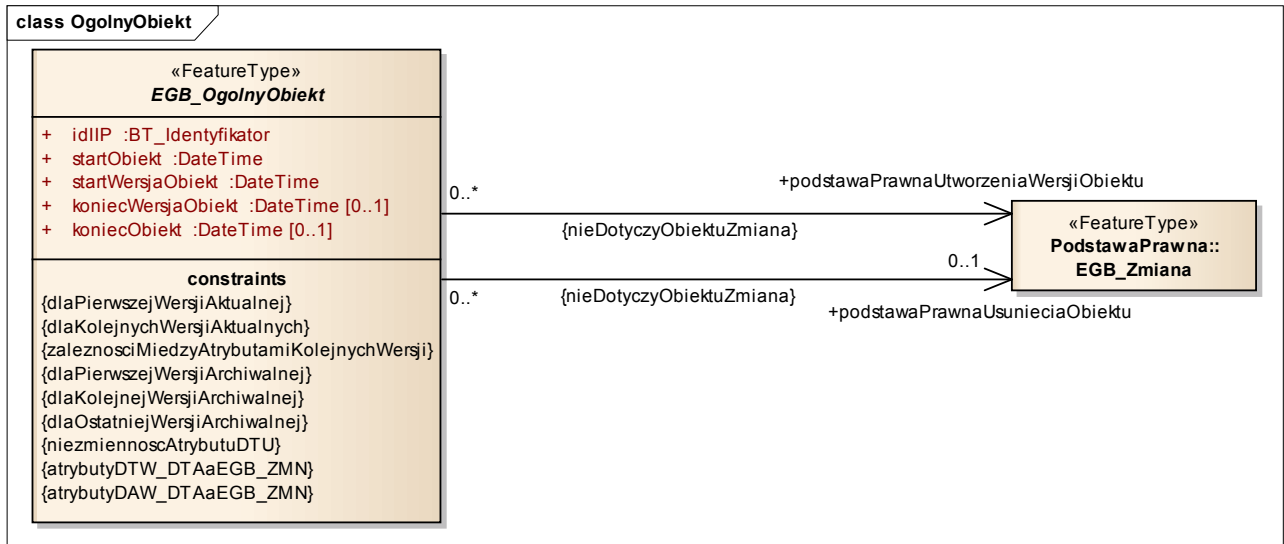 class OgolnyObiekt
«FeatureType»
EGB_OgolnyObiekt
+ idIIP :BT_Identyfikator
+ startObiekt :DateTime
+ startWersjaObiekt :DateTime
+ koniecWersjaObiekt :DateTime [0..1]
+ koniecObiekt :DateTime [0..1]
constraints
{dlaPierwszejWersjiAktualnej}
{dlaKolejnychWersjiAktualnych}
{zaleznosciMiedzyAtrybutamiKolejnychWersji}
{dlaPierwszejWersjiArchiwalnej}
{dlaKolejnejWersjiArchiwalnej}
{dlaOstatniejWersjiArchiwalnej}
{niezmiennoscAtrybutuDTU}
{atrybutyDTW_DTAaEGB_ZMN}
{atrybutyDAW_DTAaEGB_ZMN}
0..*
+podstawaPrawnaUtworzeniaWersjiObiektu
{nieDotyczyObiektuZmiana}
0..1
0..*
{nieDotyczyObiektuZmiana}
+podstawaPrawnaUsunieciaObiektu
«FeatureType»
PodstawaPrawna::
EGB_Zmiana